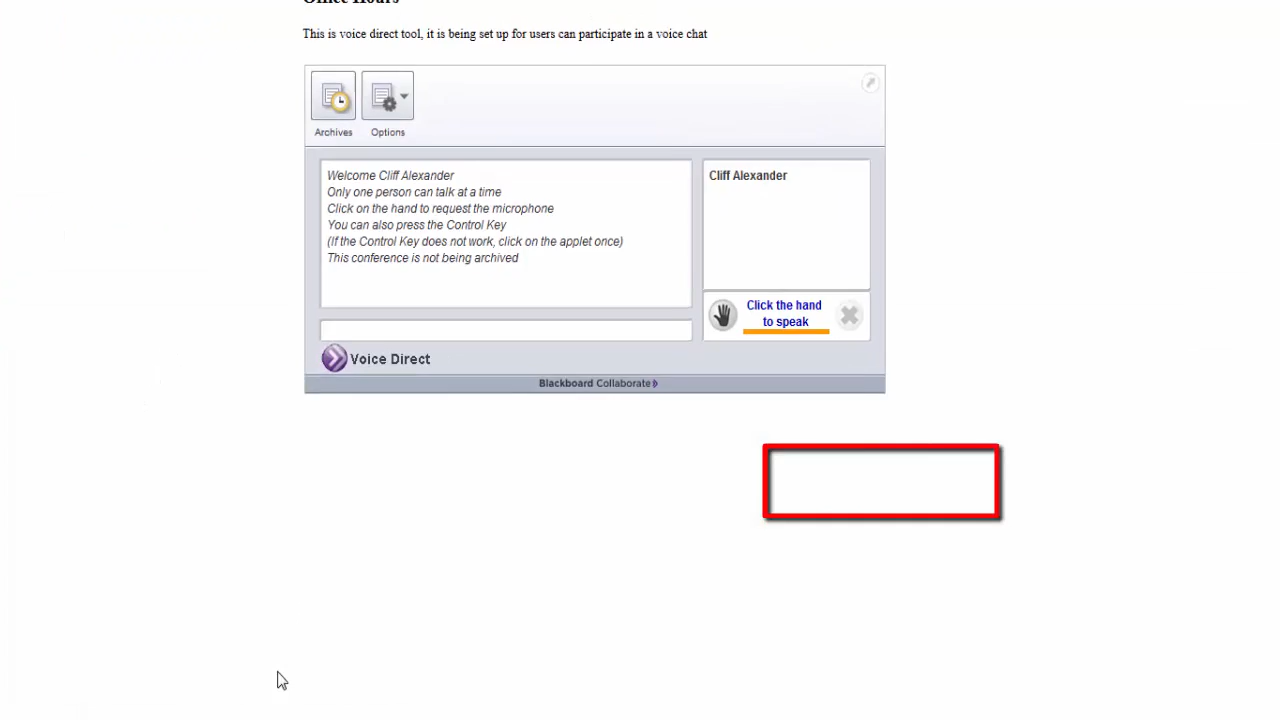 Office Hours
This is voice direct tool, it is being set up for users can participate in a voice chat
Archives
Options
Welcome Cliff Alexander
Only one person can talk at a time
Click on the hand to request the microphone
You can also press the Control Key
(If the Control Key does not work, click on the applet once)
This conference is not being archived
Cliff Alexander
Click the hand
to speak
Voice Direct
Blackboard Collaborate